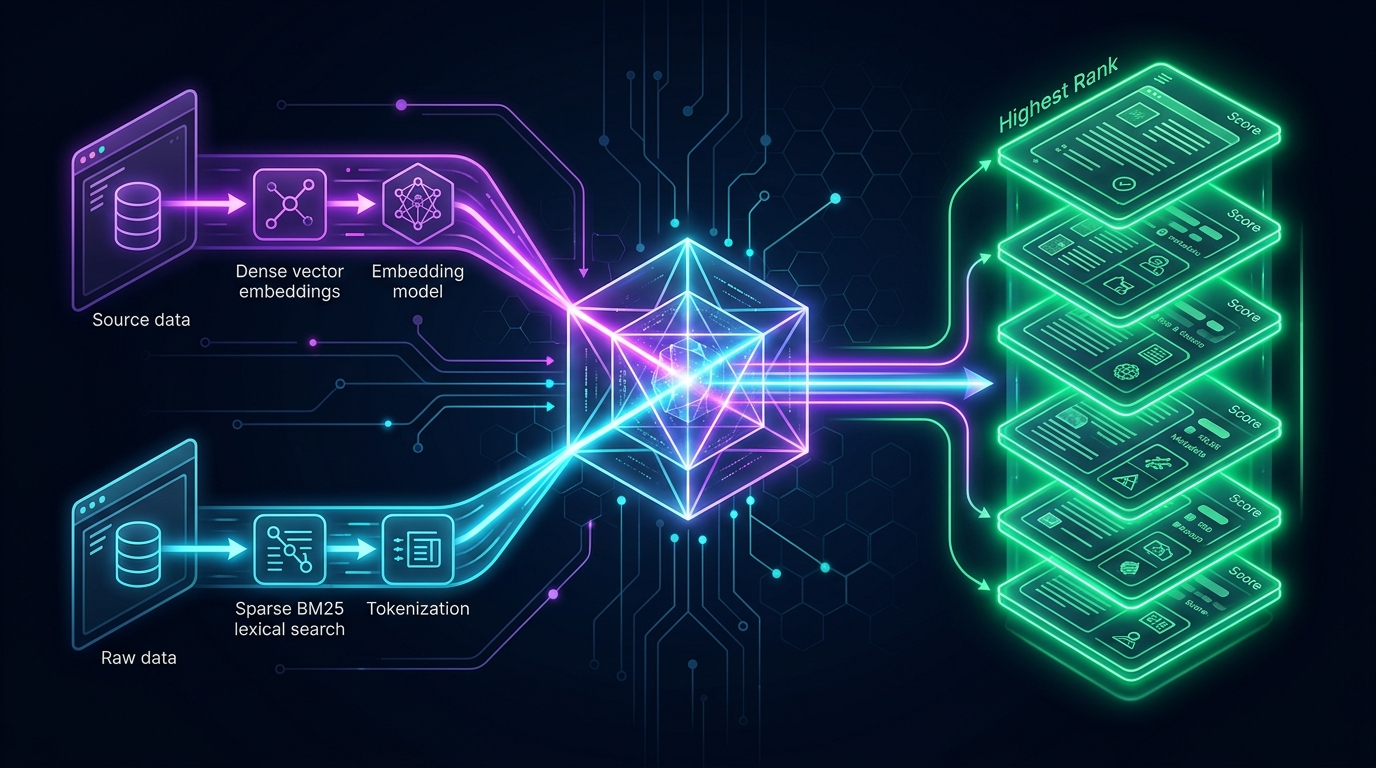 Highest Rank
Score
Dense vector
embeddings
Embedding
model
Source data
Score
Score
Score
Score
Sparse BM25
lexical search
Tokenization
Raw data